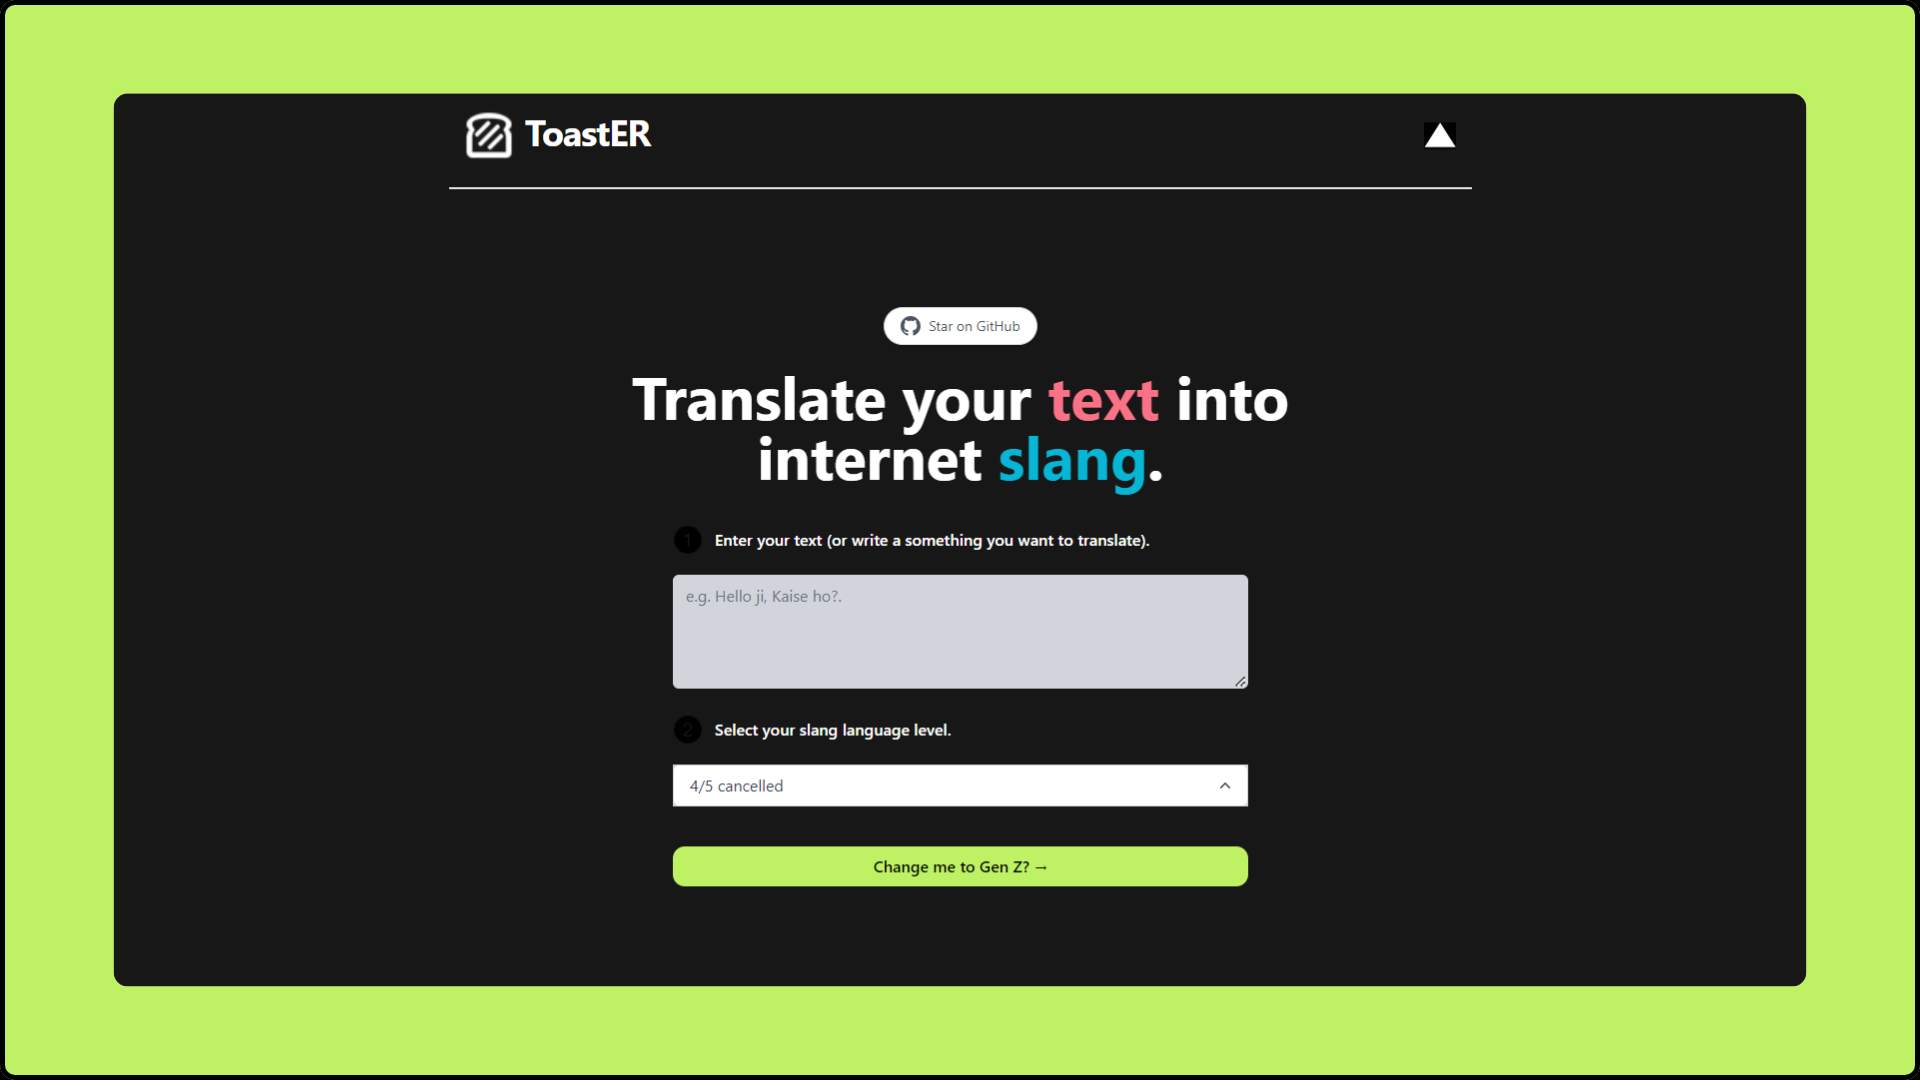 ToastER
Star on GitHub
Translate your text into
internet slang.
1 Enter your text (or write a something you want to translate).
e.g. Hello ji, Kaise ho?.
2 Select your slang language level.
4/5 cancelled
Change me to Gen Z? →